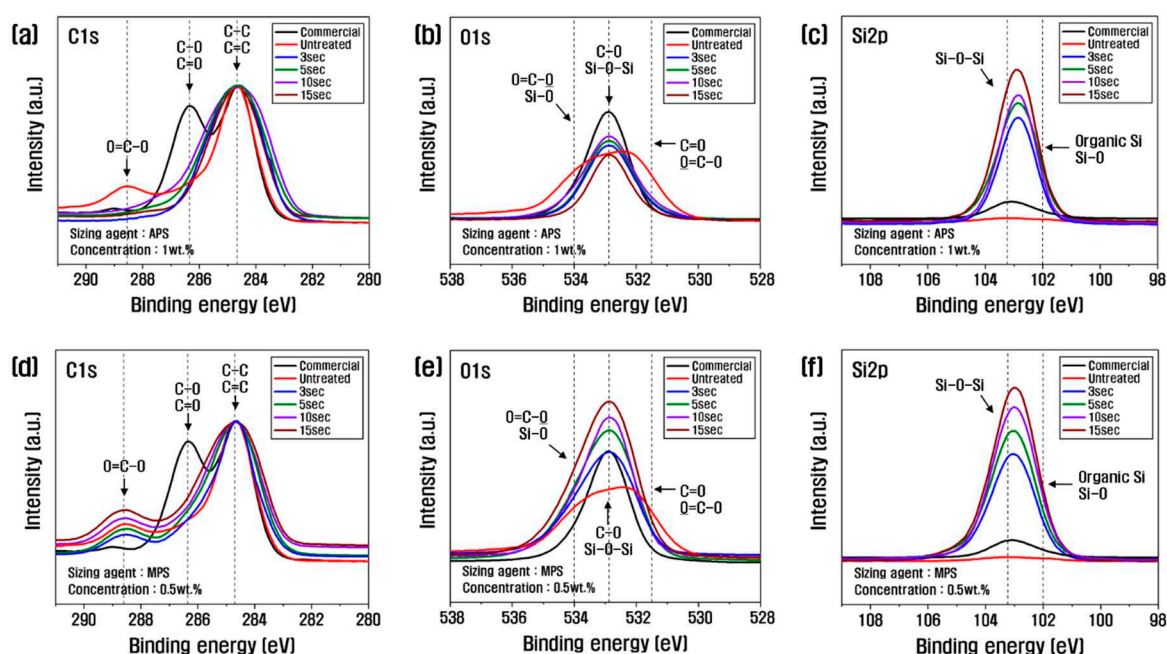 (a)
C1s
O=C-O
C-O
C=O
C-C
C=C
Commercial
Untreated
3sec
5sec
10sec
15sec
Sizing agent : APS
Concentration : 1wt.%
Intensity (a.u.)
290 288 286 284 282 280
Binding energy (eV)
(b)
O1s
O=C-O
Si-O
C-O
Si-O-Si
C=O
O=C-O
Commercial
Untreated
3sec
5sec
10sec
15sec
Sizing agent : APS
Concentration : 1wt.%
Intensity (a.u.)
538 536 534 532 530 528
Binding energy (eV)
(c)
Si2p
Si-O-Si
Organic Si
Si-O
Commercial
Untreated
3sec
5sec
10sec
15sec
Sizing agent : APS
Concentration : 1wt.%
Intensity (a.u.)
108 106 104 102 100 98
Binding energy (eV)
(d)
C1s
O=C-O
C-O
C=O
C-C
C=C
Commercial
Untreated
3sec
5sec
10sec
15sec
Sizing agent : MPS
Concentration : 0.5wt.%
Intensity (a.u.)
290 288 286 284 282 280
Binding energy (eV)
(e)
O1s
O=C-O
Si-O
C-O
Si-O-Si
C=O
O=C-O
Commercial
Untreated
3sec
5sec
10sec
15sec
Sizing agent : MPS
Concentration : 0.5wt.%
Intensity (a.u.)
538 536 534 532 530 528
Binding energy (eV)
(f)
Si2p
Si-O-Si
Organic Si
Si-O
Commercial
Untreated
3sec
5sec
10sec
15sec
Sizing agent : MPS
Concentration : 0.5wt.%
Intensity (a.u.)
108 106 104 102 100 98
Binding energy (eV)